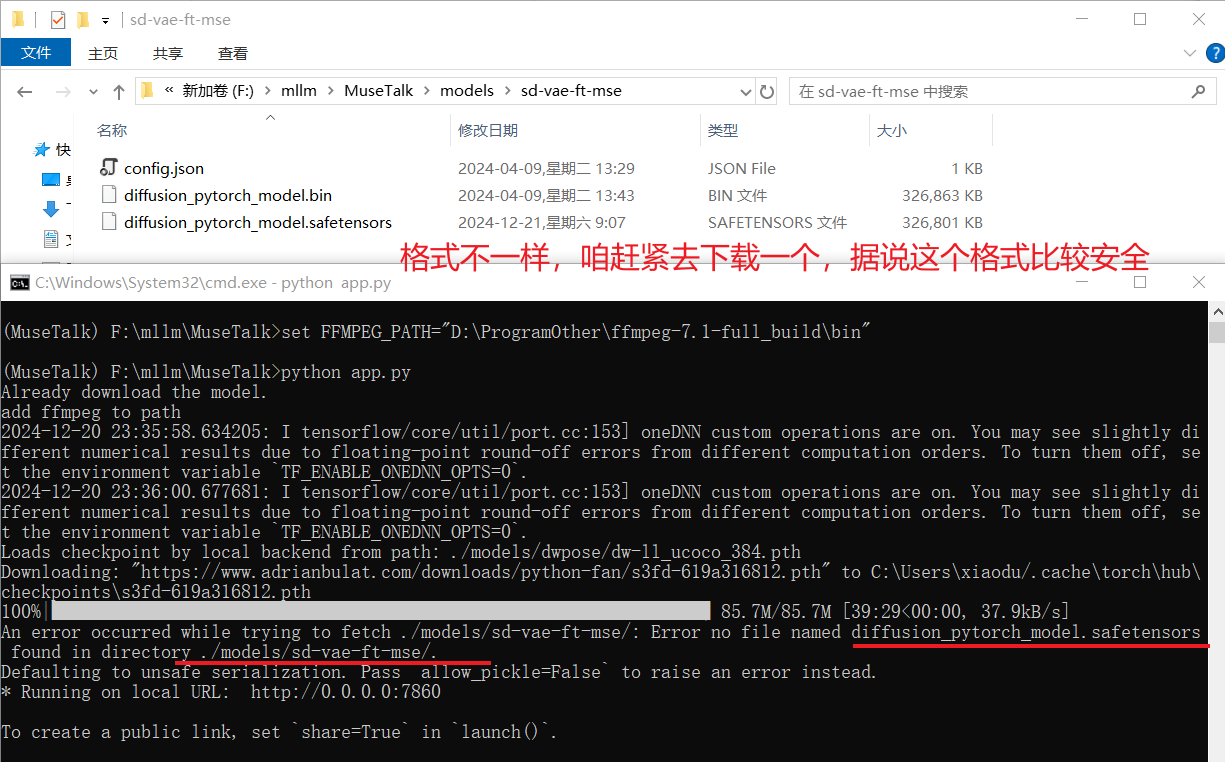 sd-vae-ft-mse
文件 主页 共享 查看
« 新加卷 (F:) › mllm › MuseTalk › models › sd-vae-ft-mse 在 sd-vae-ft-mse 中搜索
名称 修改日期 类型 大小
快
config.json 2024-04-09,星期二 13:29 JSON File 1 KB
diffusion_pytorch_model.bin 2024-04-09,星期二 13:43 BIN 文件 326,863 KB
diffusion_pytorch_model.safetensors 2024-12-21,星期六 9:07 SAFETENSORS 文件 326,801 KB
格式不一样，咱赶紧去下载一个，据说这个格式比较安全
C:\Windows\System32\cmd.exe - python app.py
(MuseTalk) F:\mllm\MuseTalk>set FFMPEG_PATH="D:\ProgramOther\ffmpeg-7.1-full_build\bin"
(MuseTalk) F:\mllm\MuseTalk>python app.py
Already download the model.
add ffmpeg to path
2024-12-20 23:35:58.634205: I tensorflow/core/util/port.cc:153] oneDNN custom operations are on. You may see slightly di
fferent numerical results due to floating-point round-off errors from different computation orders. To turn them off, se
t the environment variable `TF_ENABLE_ONEDNN_OPTS=0`.
2024-12-20 23:36:00.677681: I tensorflow/core/util/port.cc:153] oneDNN custom operations are on. You may see slightly di
fferent numerical results due to floating-point round-off errors from different computation orders. To turn them off, se
t the environment variable `TF_ENABLE_ONEDNN_OPTS=0`.
Loads checkpoint by local backend from path: ./models/dwpose/dw-ll_ucoco_384.pth
Downloading: "https://www.adrianbulat.com/downloads/python-fan/s3fd-619a316812.pth" to C:\Users\xiaodu/.cache\torch\hub\
checkpoints\s3fd-619a316812.pth
100%| 85.7M/85.7M [39:29<00:00, 37.9kB/s]
An error occurred while trying to fetch ./models/sd-vae-ft-mse/: Error no file named diffusion_pytorch_model.safetensors
found in directory ./models/sd-vae-ft-mse/.
Defaulting to unsafe serialization. Pass `allow_pickle=False` to raise an error instead.
* Running on local URL:  http://0.0.0.0:7860
To create a public link, set `share=True` in `launch()`.